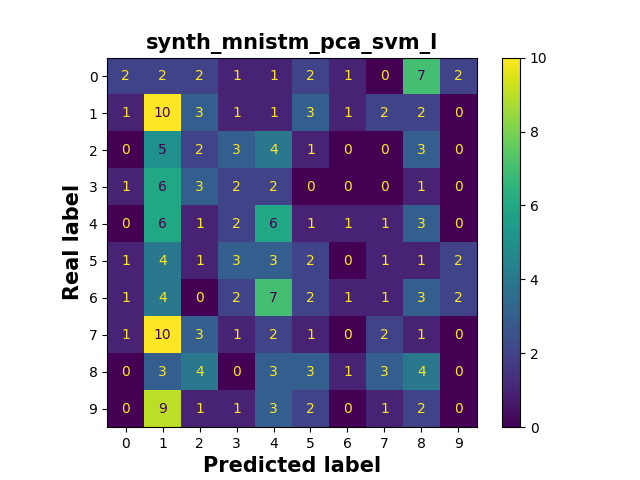 synth_mnistm_pca_svm_l
Real label
0 2 2 2 1 1 2 1 0 7 2
1 1 10 3 1 1 3 1 2 2 0
2 0 5 2 3 4 1 0 0 3 0
3 1 6 3 2 2 0 0 0 1 0
4 0 6 1 2 6 1 1 1 3 0
5 1 4 1 3 3 2 0 1 1 2
6 1 4 0 2 7 2 1 1 3 2
7 1 10 3 1 2 1 0 2 1 0
8 0 3 4 0 3 3 1 3 4 0
9 0 9 1 1 3 2 0 1 2 0
0 1 2 3 4 5 6 7 8 9
Predicted label
10
8
6
4
2
0